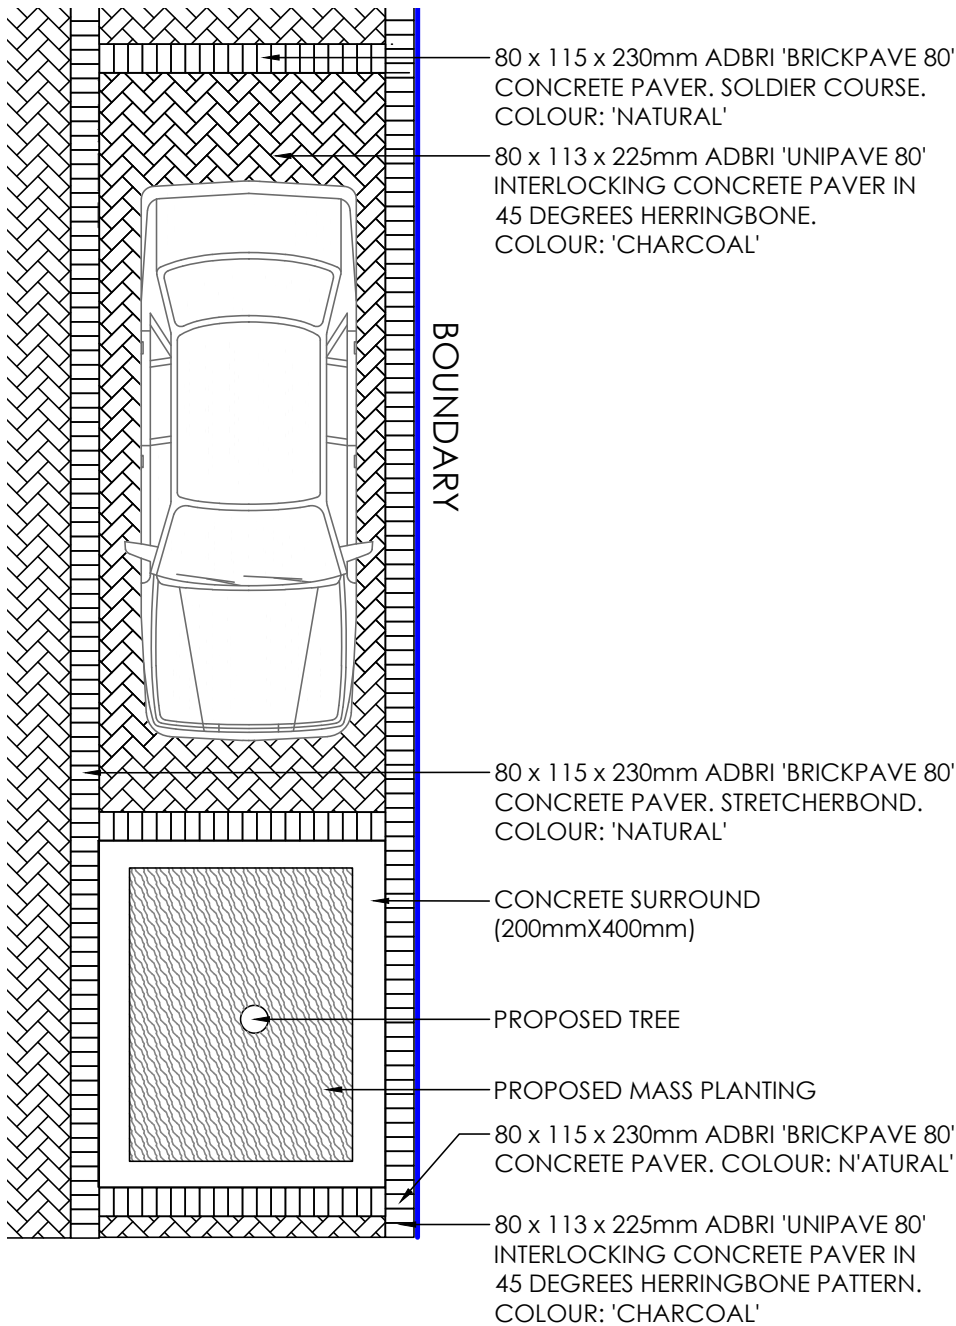 80 x 115 x 230mm ADBRI 'BRICKPAVE 80'
CONCRETE PAVER. SOLDIER COURSE.
COLOUR: 'NATURAL'
80 x 113 x 225mm ADBRI 'UNIPAVE 80'
INTERLOCKING CONCRETE PAVER IN
45 DEGREES HERRINGBONE.
COLOUR: 'CHARCOAL'
BOUNDARY
80 x 115 x 230mm ADBRI 'BRICKPAVE 80'
CONCRETE PAVER. STRETCHERBOND.
COLOUR: 'NATURAL'
CONCRETE SURROUND
(200mmX400mm)
PROPOSED TREE
PROPOSED MASS PLANTING
80 x 115 x 230mm ADBRI 'BRICKPAVE 80'
CONCRETE PAVER. COLOUR: N'ATURAL'
80 x 113 x 225mm ADBRI 'UNIPAVE 80'
INTERLOCKING CONCRETE PAVER IN
45 DEGREES HERRINGBONE PATTERN.
COLOUR: 'CHARCOAL'